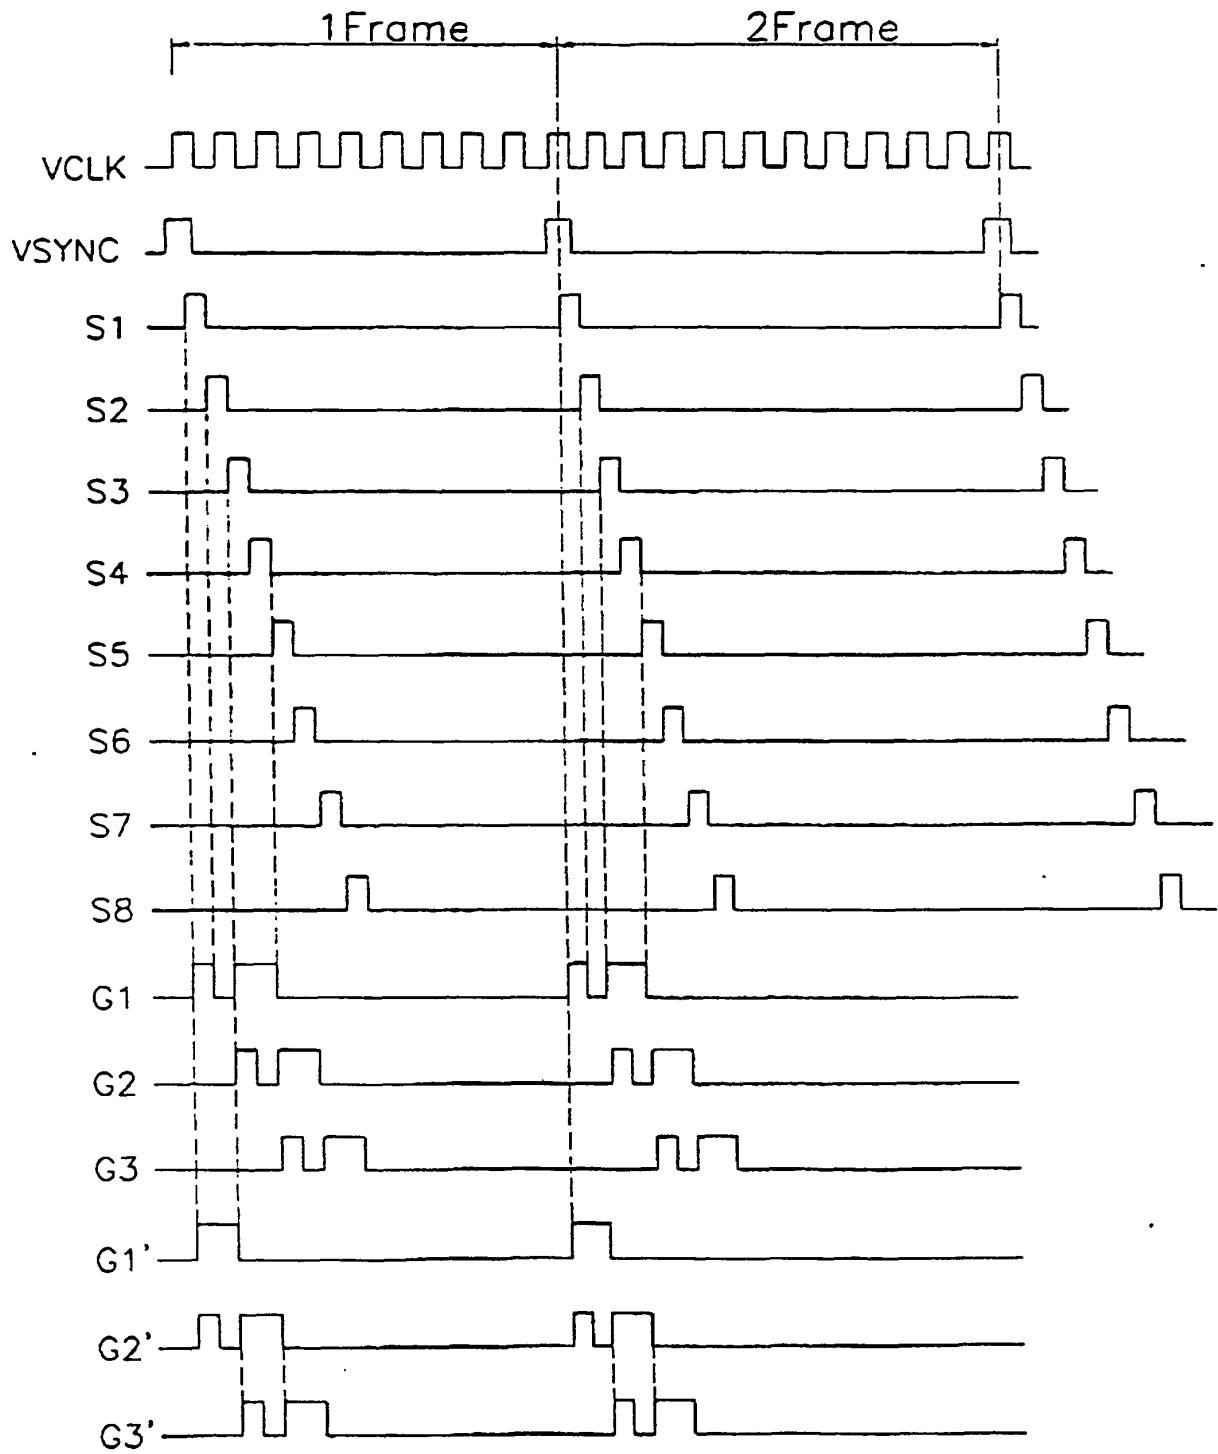 1Frame
2Frame
VCLK
VSYNC
S1
S2
S3
S4
S5
S6
S7
S8
G1
G2
G3
G1'
G2'
G3'